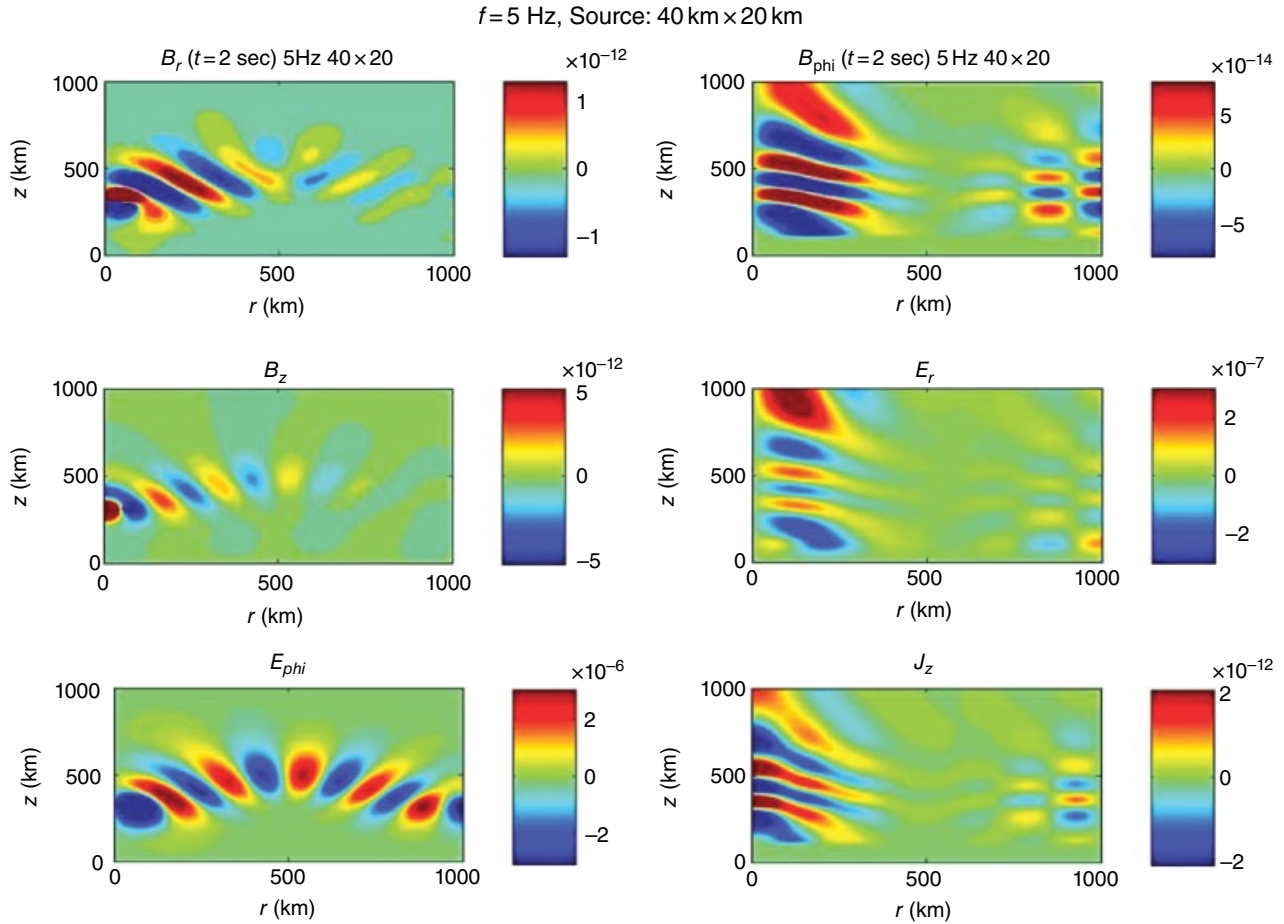 f = 5 Hz, Source: 40 km × 20 km
B_r (t = 2 sec) 5Hz 40 × 20
×10⁻¹²
1000
500
0
z (km)
0 500 1000
r (km)
1
0
−1
B_phi (t = 2 sec) 5 Hz 40 × 20
×10⁻¹⁴
1000
500
0
z (km)
0 500 1000
r (km)
5
0
−5
B_z
×10⁻¹²
1000
500
0
z (km)
0 500 1000
r (km)
5
0
−5
E_r
×10⁻⁷
1000
500
0
z (km)
0 500 1000
r (km)
2
0
−2
E_phi
×10⁻⁶
1000
500
0
z (km)
0 500 1000
r (km)
2
0
−2
J_z
×10⁻¹²
1000
500
0
z (km)
0 500 1000
r (km)
2
0
−2